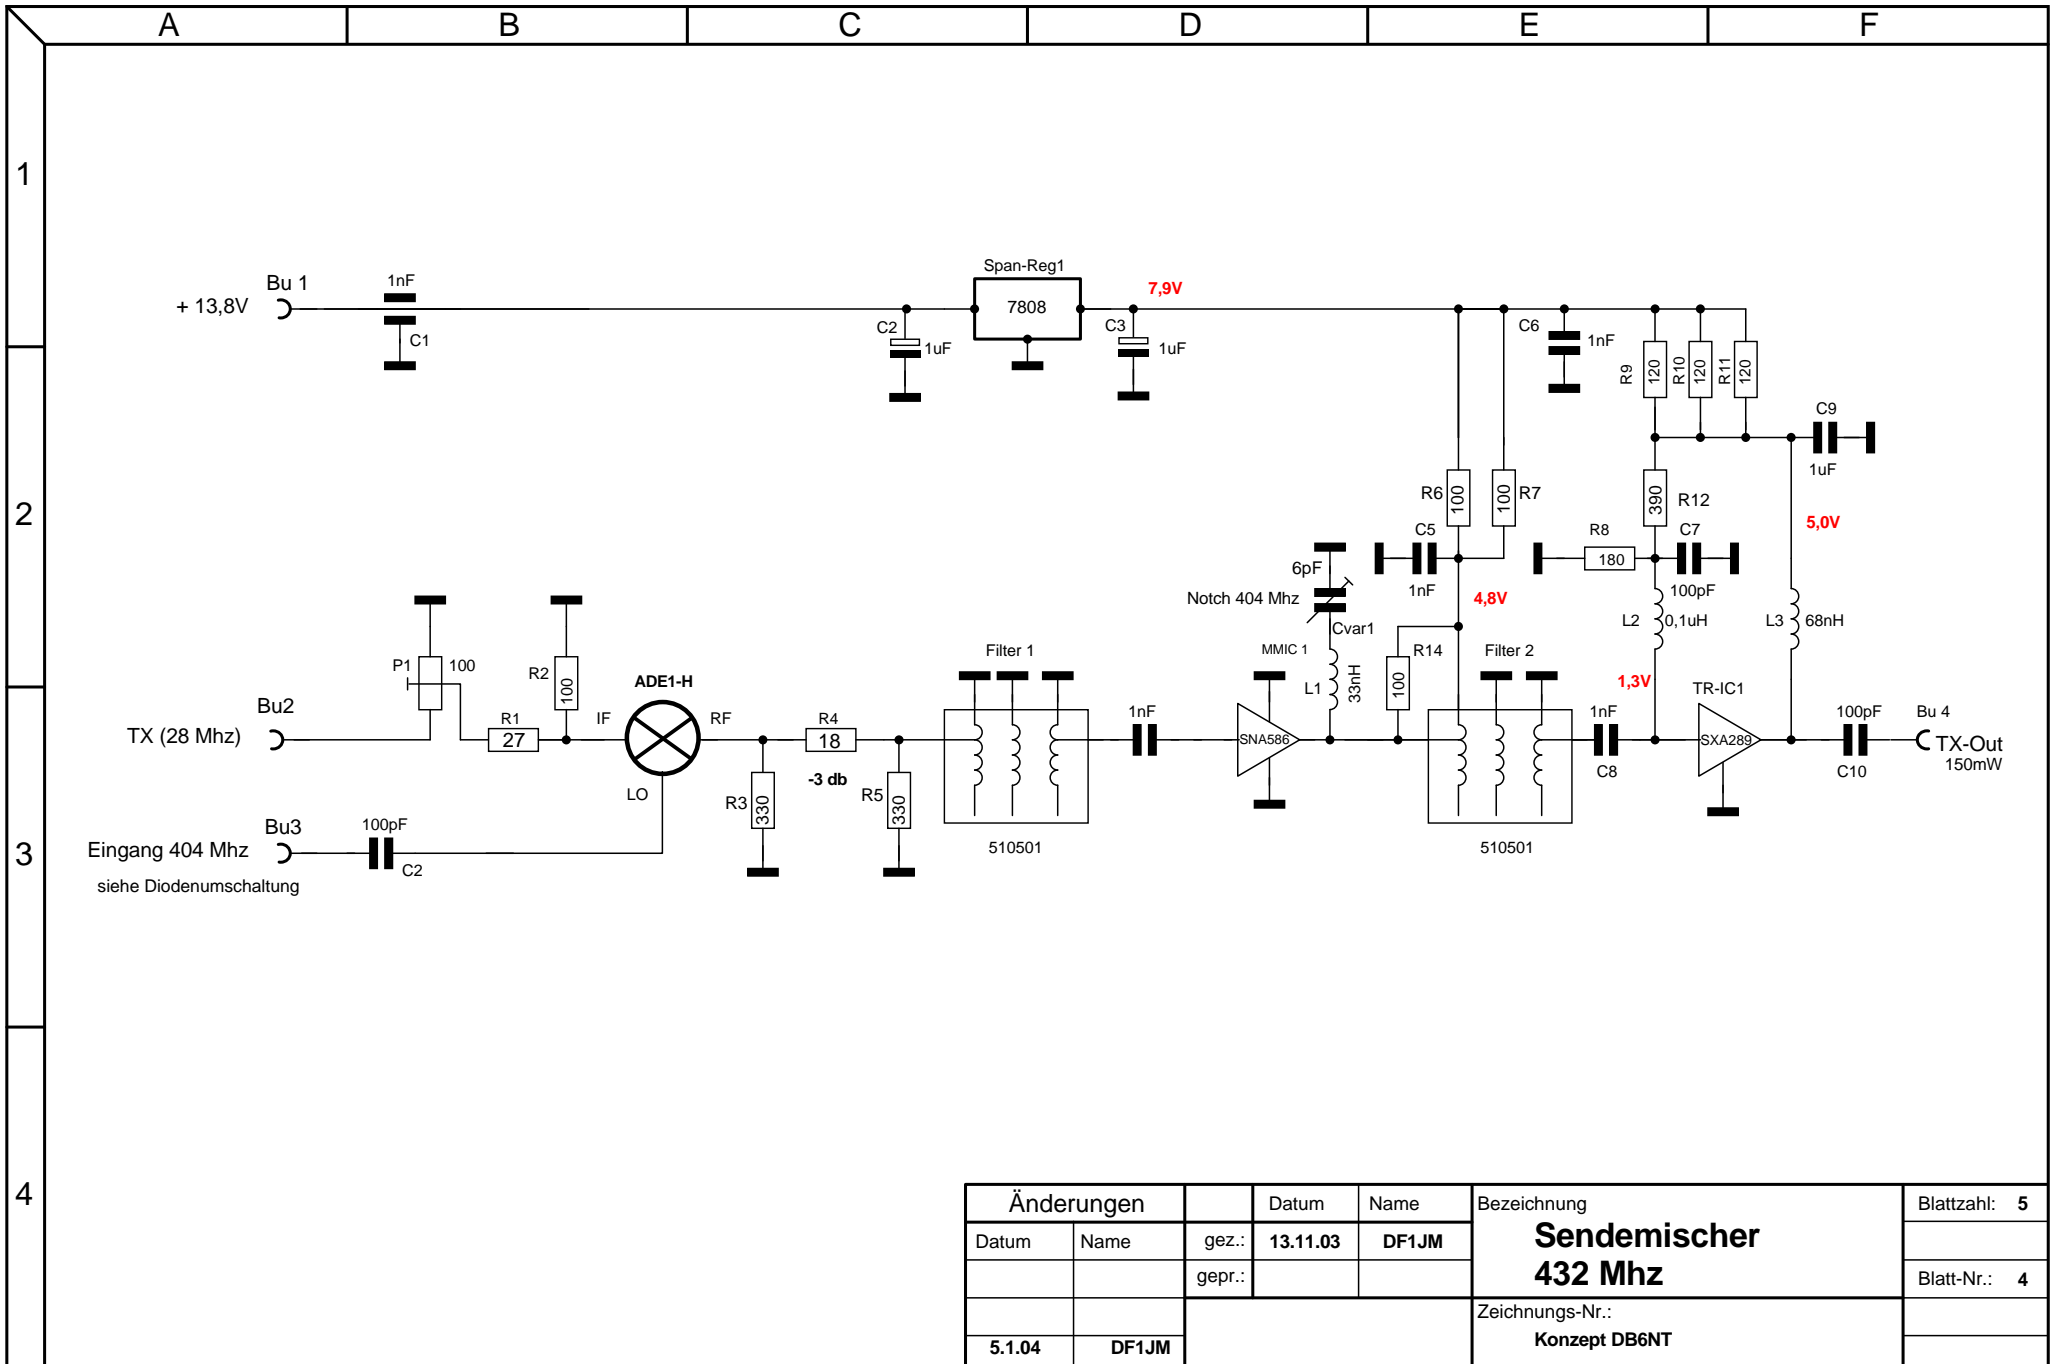 A B C D E F
1
2
3
4
Bu 1
+ 13,8V
1nF
C1
C2
1uF
Span-Reg1
7808
C3
1uF
7,9V
C6
1nF
R9
120
R10
120
R11
120
C9
1uF
R6
100
100
R7
390
R12
5,0V
C5
1nF
R8
180
C7
100pF
6pF
Notch 404 Mhz
Cvar1
4,8V
L2
0,1uH
L3
68nH
P1
100
R2
100
ADE1-H
Filter 1
MMIC 1
L1
33nH
R14
100
Filter 2
1,3V
TR-IC1
Bu2
TX (28 Mhz)
R1
27
IF
RF
LO
R4
18
-3 db
R3
330
R5
330
510501
1nF
SNA586
510501
1nF
C8
SXA289
100pF
C10
Bu 4
TX-Out
150mW
Bu3
Eingang 404 Mhz
siehe Diodenumschaltung
100pF
C2
Änderungen
Datum Name
Bezeichnung
Blattzahl: 5
Datum Name
gez.: 13.11.03 DF1JM
Sendemischer
432 Mhz
gepr.:
Blatt-Nr.: 4
Zeichnungs-Nr.:
Konzept DB6NT
5.1.04 DF1JM